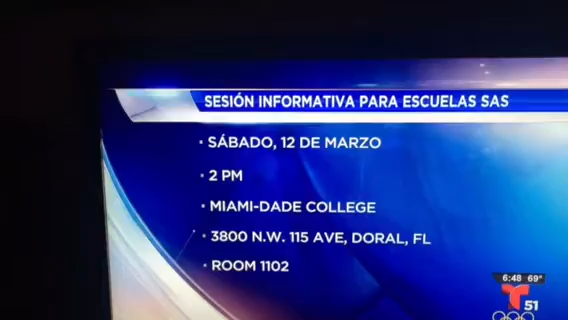 SESIÓN INFORMATIVA PARA ESCUELAS SAS
· SÁBADO, 12 DE MARZO
· 2 PM
· MIAMI-DADE COLLEGE
· 3800 N.W. 115 AVE, DORAL, FL
· ROOM 1102
6:48 69°
51